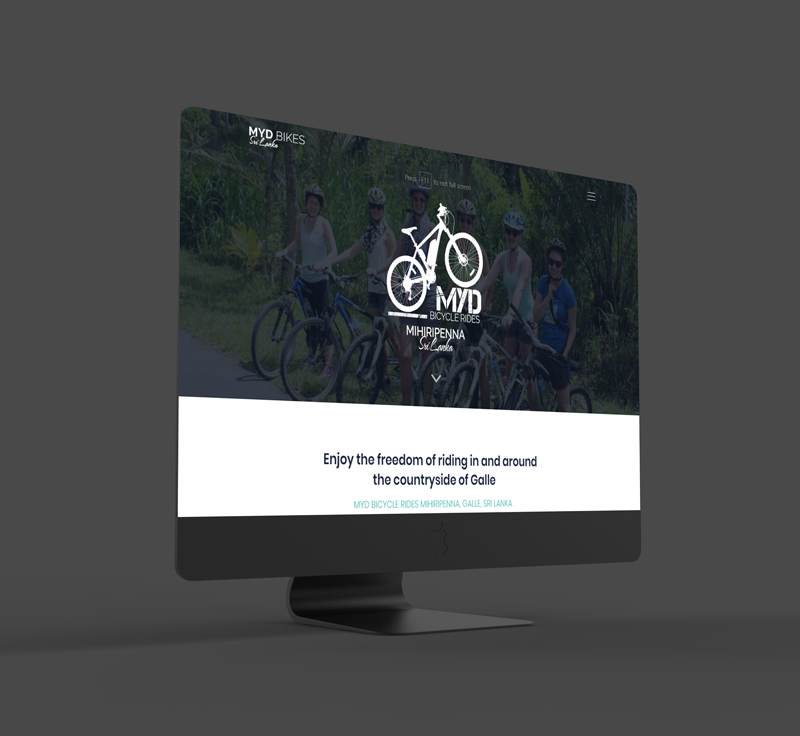 MYD BIKES
Sri Lanka
Press F11 to exit full screen
MYD
BICYCLE RIDES
MIHIRIPENNA
Sri Lanka
Enjoy the freedom of riding in and around
the countryside of Galle
MYD BICYCLE RIDES MIHIRIPENNA, GALLE, SRI LANKA